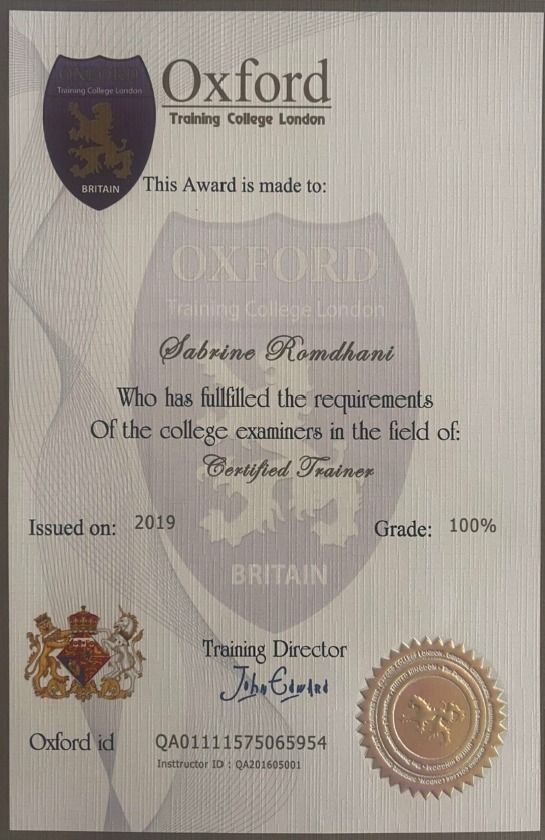 OXFORD
Training College London
BRITAIN
Oxford
Training College London
This Award is made to:
OXFORD
Training College London
Sabrine Romdhani
Who has fullfilled the requirements
Of the college examiners in the field of:
Certified Trainer
Issued on: 2019
Grade: 100%
BRITAIN
Training Director
John Edward
Oxford id QA01111575065954
Insttructor ID : QA201605001